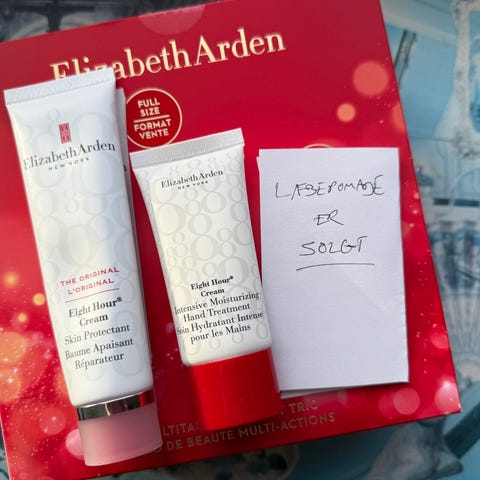 Elizabeth Arden
FULL
SIZE
FORMAT
VENTE
Elizabeth Arden
NEW YORK
THE ORIGINAL
L'ORIGINAL
Eight Hour®
Cream
Skin Protectant
Baume Apaisant
Réparateur
Elizabeth Arden
NEW YORK
Eight Hour®
Cream
Intensive Moisturizing
Hand Treatment
Soin Hydratant Intense
pour les Mains
LÆBEPOMADE
ER
SOLGT
TRIO
DE BEAUTÉ MULTI-ACTIONS